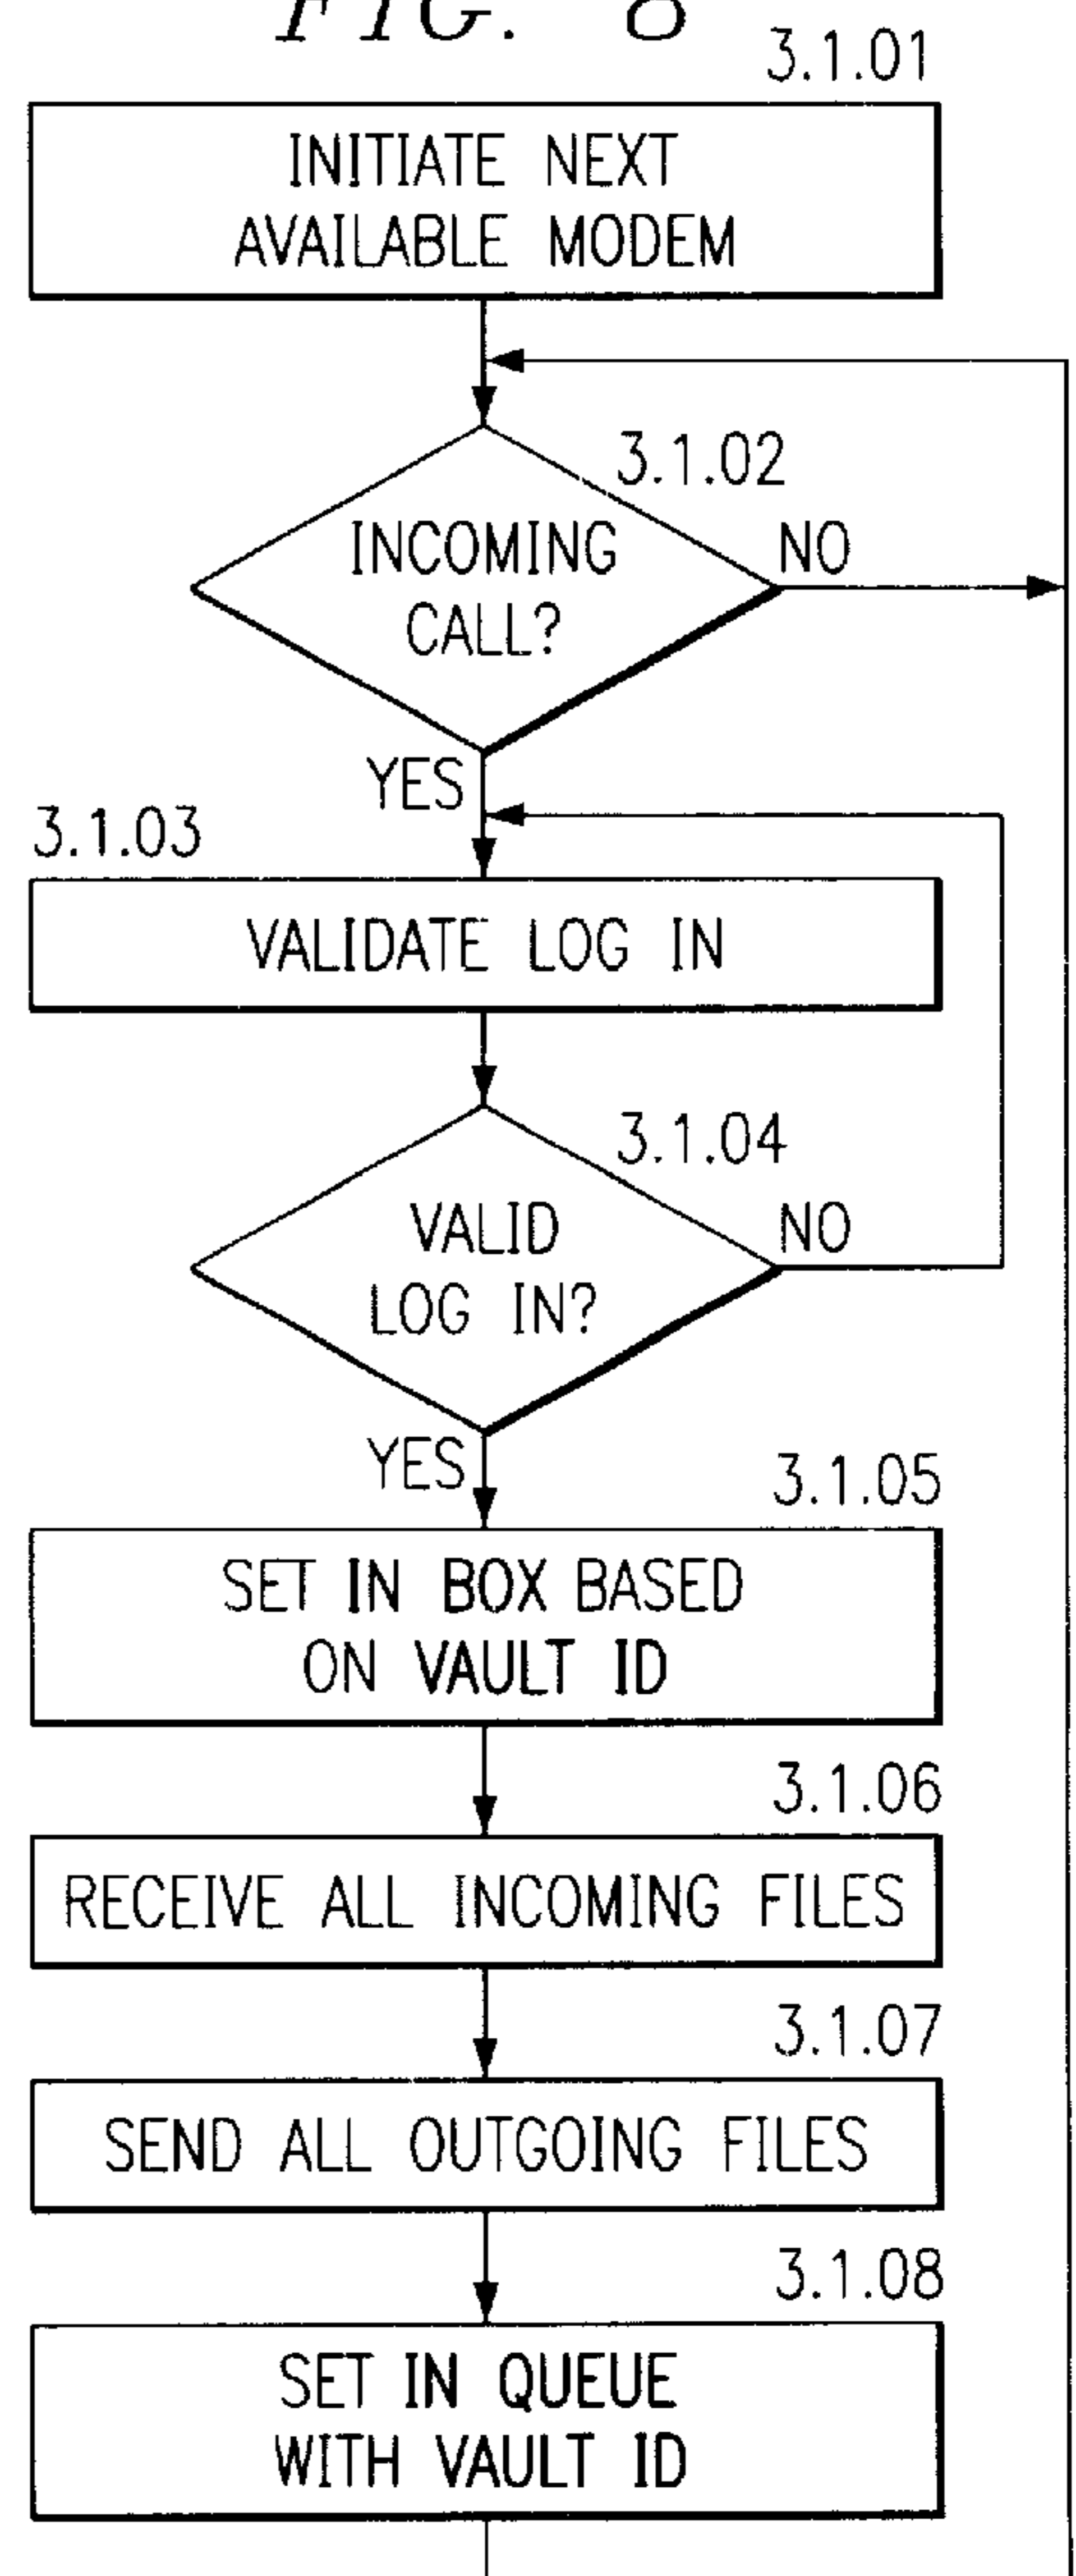 FIG. 8
3.1.01
INITIATE NEXT
AVAILABLE MODEM
3.1.02
INCOMING
CALL?
NO
YES
3.1.03
VALIDATE LOG IN
3.1.04
VALID
LOG IN?
NO
YES
3.1.05
SET IN BOX BASED
ON VAULT ID
3.1.06
RECEIVE ALL INCOMING FILES
3.1.07
SEND ALL OUTGOING FILES
3.1.08
SET IN QUEUE
WITH VAULT ID